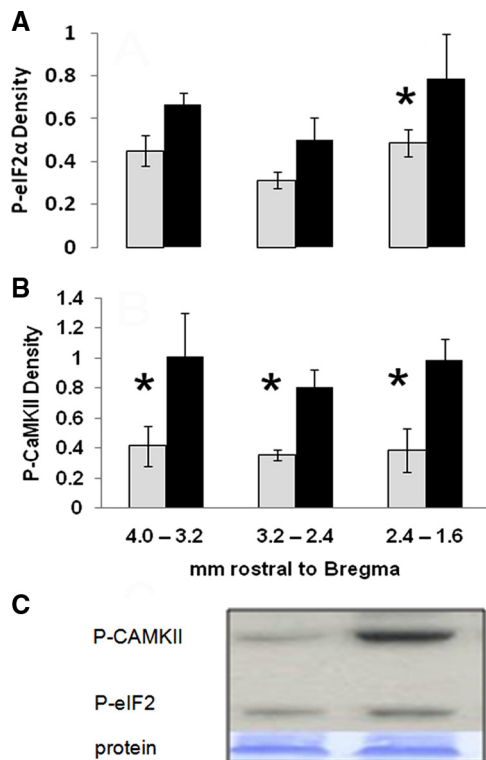 A
1
0.8
0.6
0.4
0.2
0
P-eIF2α Density
*
B
1.4
1.2
1
0.8
0.6
0.4
0.2
0
P-CaMKII Density
* * *
4.0 – 3.2 3.2 – 2.4 2.4 – 1.6
mm rostral to Bregma
C
P-CAMKII
P-eIF2
protein